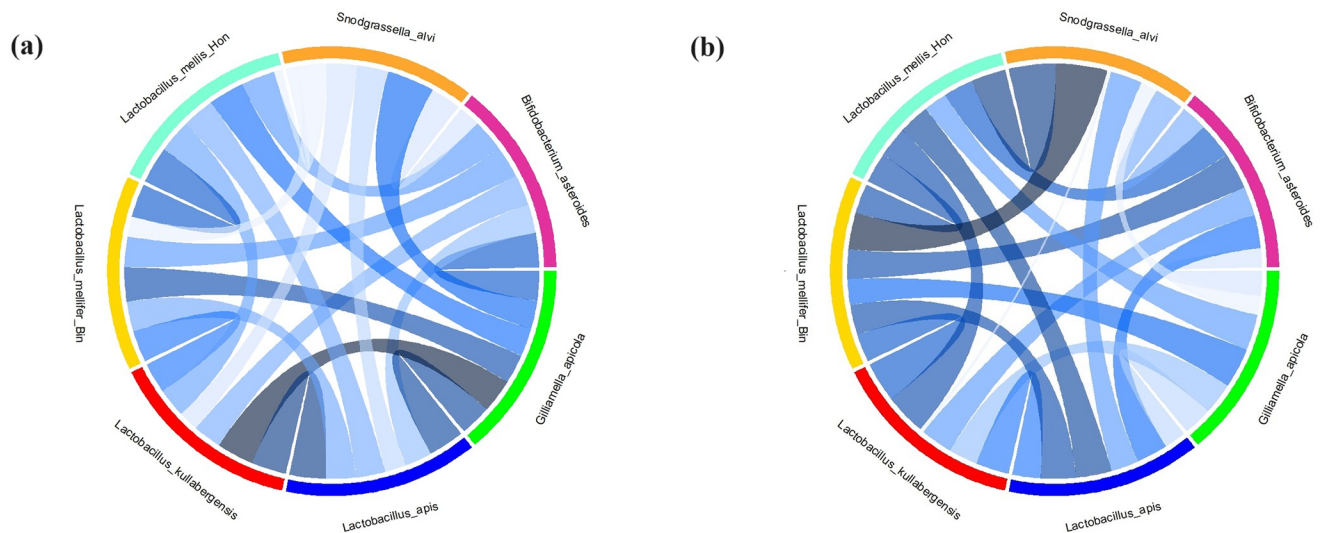 (a)
Snodgrassella_alvi
Lactobacillus_mellis_Hon
Bifidobacterium_asteroides
Lactobacillus_mellifer_Bin
Gilliamella_apicola
Lactobacillus_kullabergensis
Lactobacillus_apis
(b)
Snodgrassella_alvi
Lactobacillus_mellis_Hon
Bifidobacterium_asteroides
Lactobacillus_mellifer_Bin
Gilliamella_apicola
Lactobacillus_kullabergensis
Lactobacillus_apis